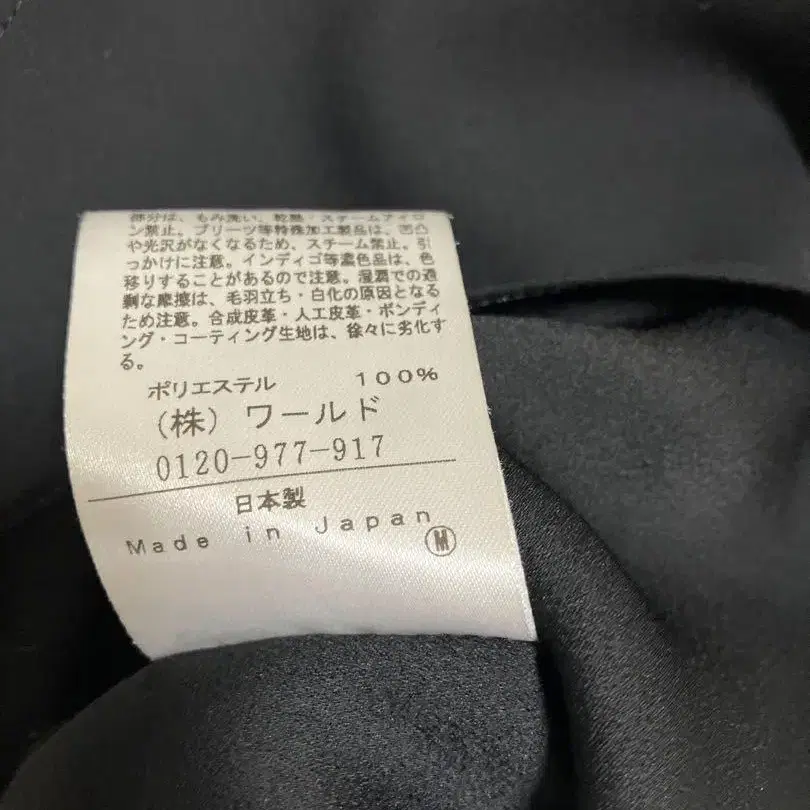 部分は、もみ洗い、乾熱・スチームアイロ
ン禁止。プリーツ等特殊加工製品は、凹凸
や光沢がなくなるため、スチーム禁止。引
っかけに注意。インディゴ等濃色品は、色
移りすることがあるので注意。湿潤での過
剰な摩擦は、毛羽立ち・白化の原因となる
ため注意。合成皮革・人工皮革・ボンディ
ング・コーティング生地は、徐々に劣化す
る。
ポリエステル 100%
(株) ワールド
0120-977-917
日本製
Made in Japan
Ⓜ